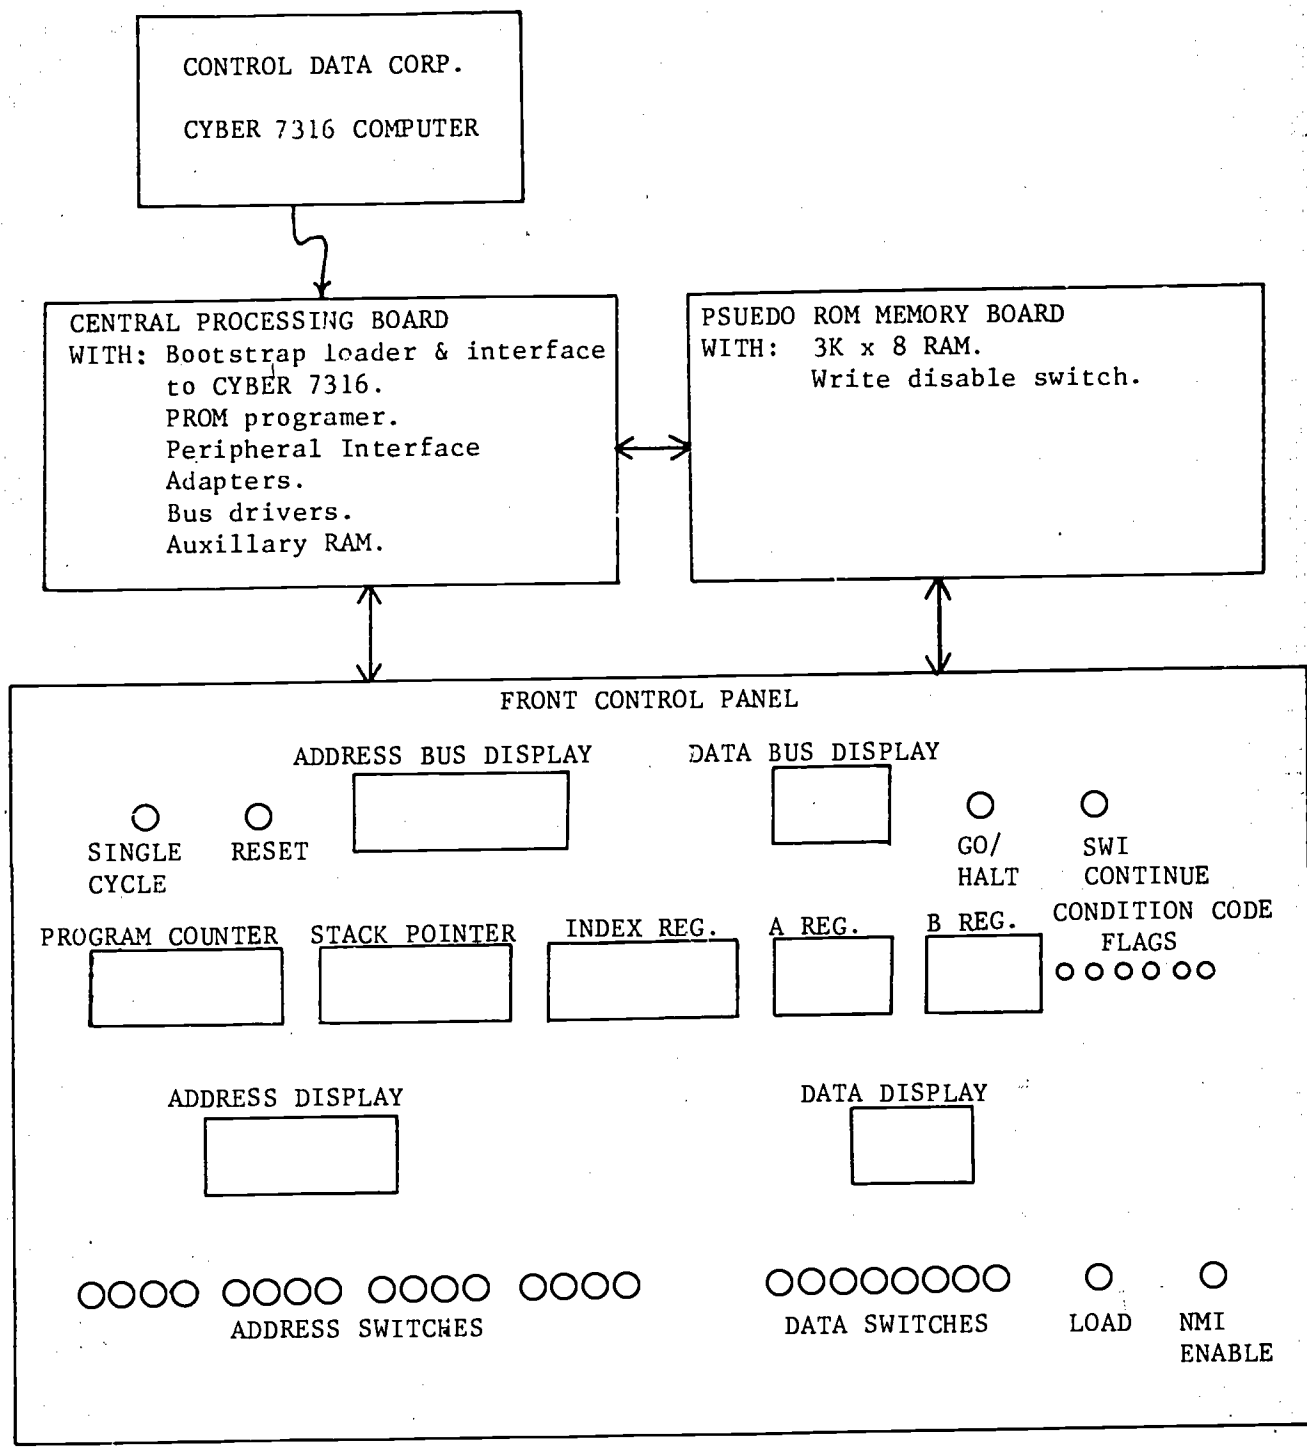 CONTROL DATA CORP.
CYBER 7316 COMPUTER
CENTRAL PROCESSING BOARD
WITH: Bootstrap loader & interface
to CYBER 7316.
PROM programer.
Peripheral Interface
Adapters.
Bus drivers.
Auxillary RAM.
PSUEDO ROM MEMORY BOARD
WITH: 3K x 8 RAM.
Write disable switch.
FRONT CONTROL PANEL
ADDRESS BUS DISPLAY
DATA BUS DISPLAY
SINGLE
CYCLE
RESET
GO/
HALT
SWI
CONTINUE
PROGRAM COUNTER
STACK POINTER
INDEX REG.
A REG.
B REG.
CONDITION CODE
FLAGS
ADDRESS DISPLAY
DATA DISPLAY
ADDRESS SWITCHES
DATA SWITCHES
LOAD
NMI
ENABLE